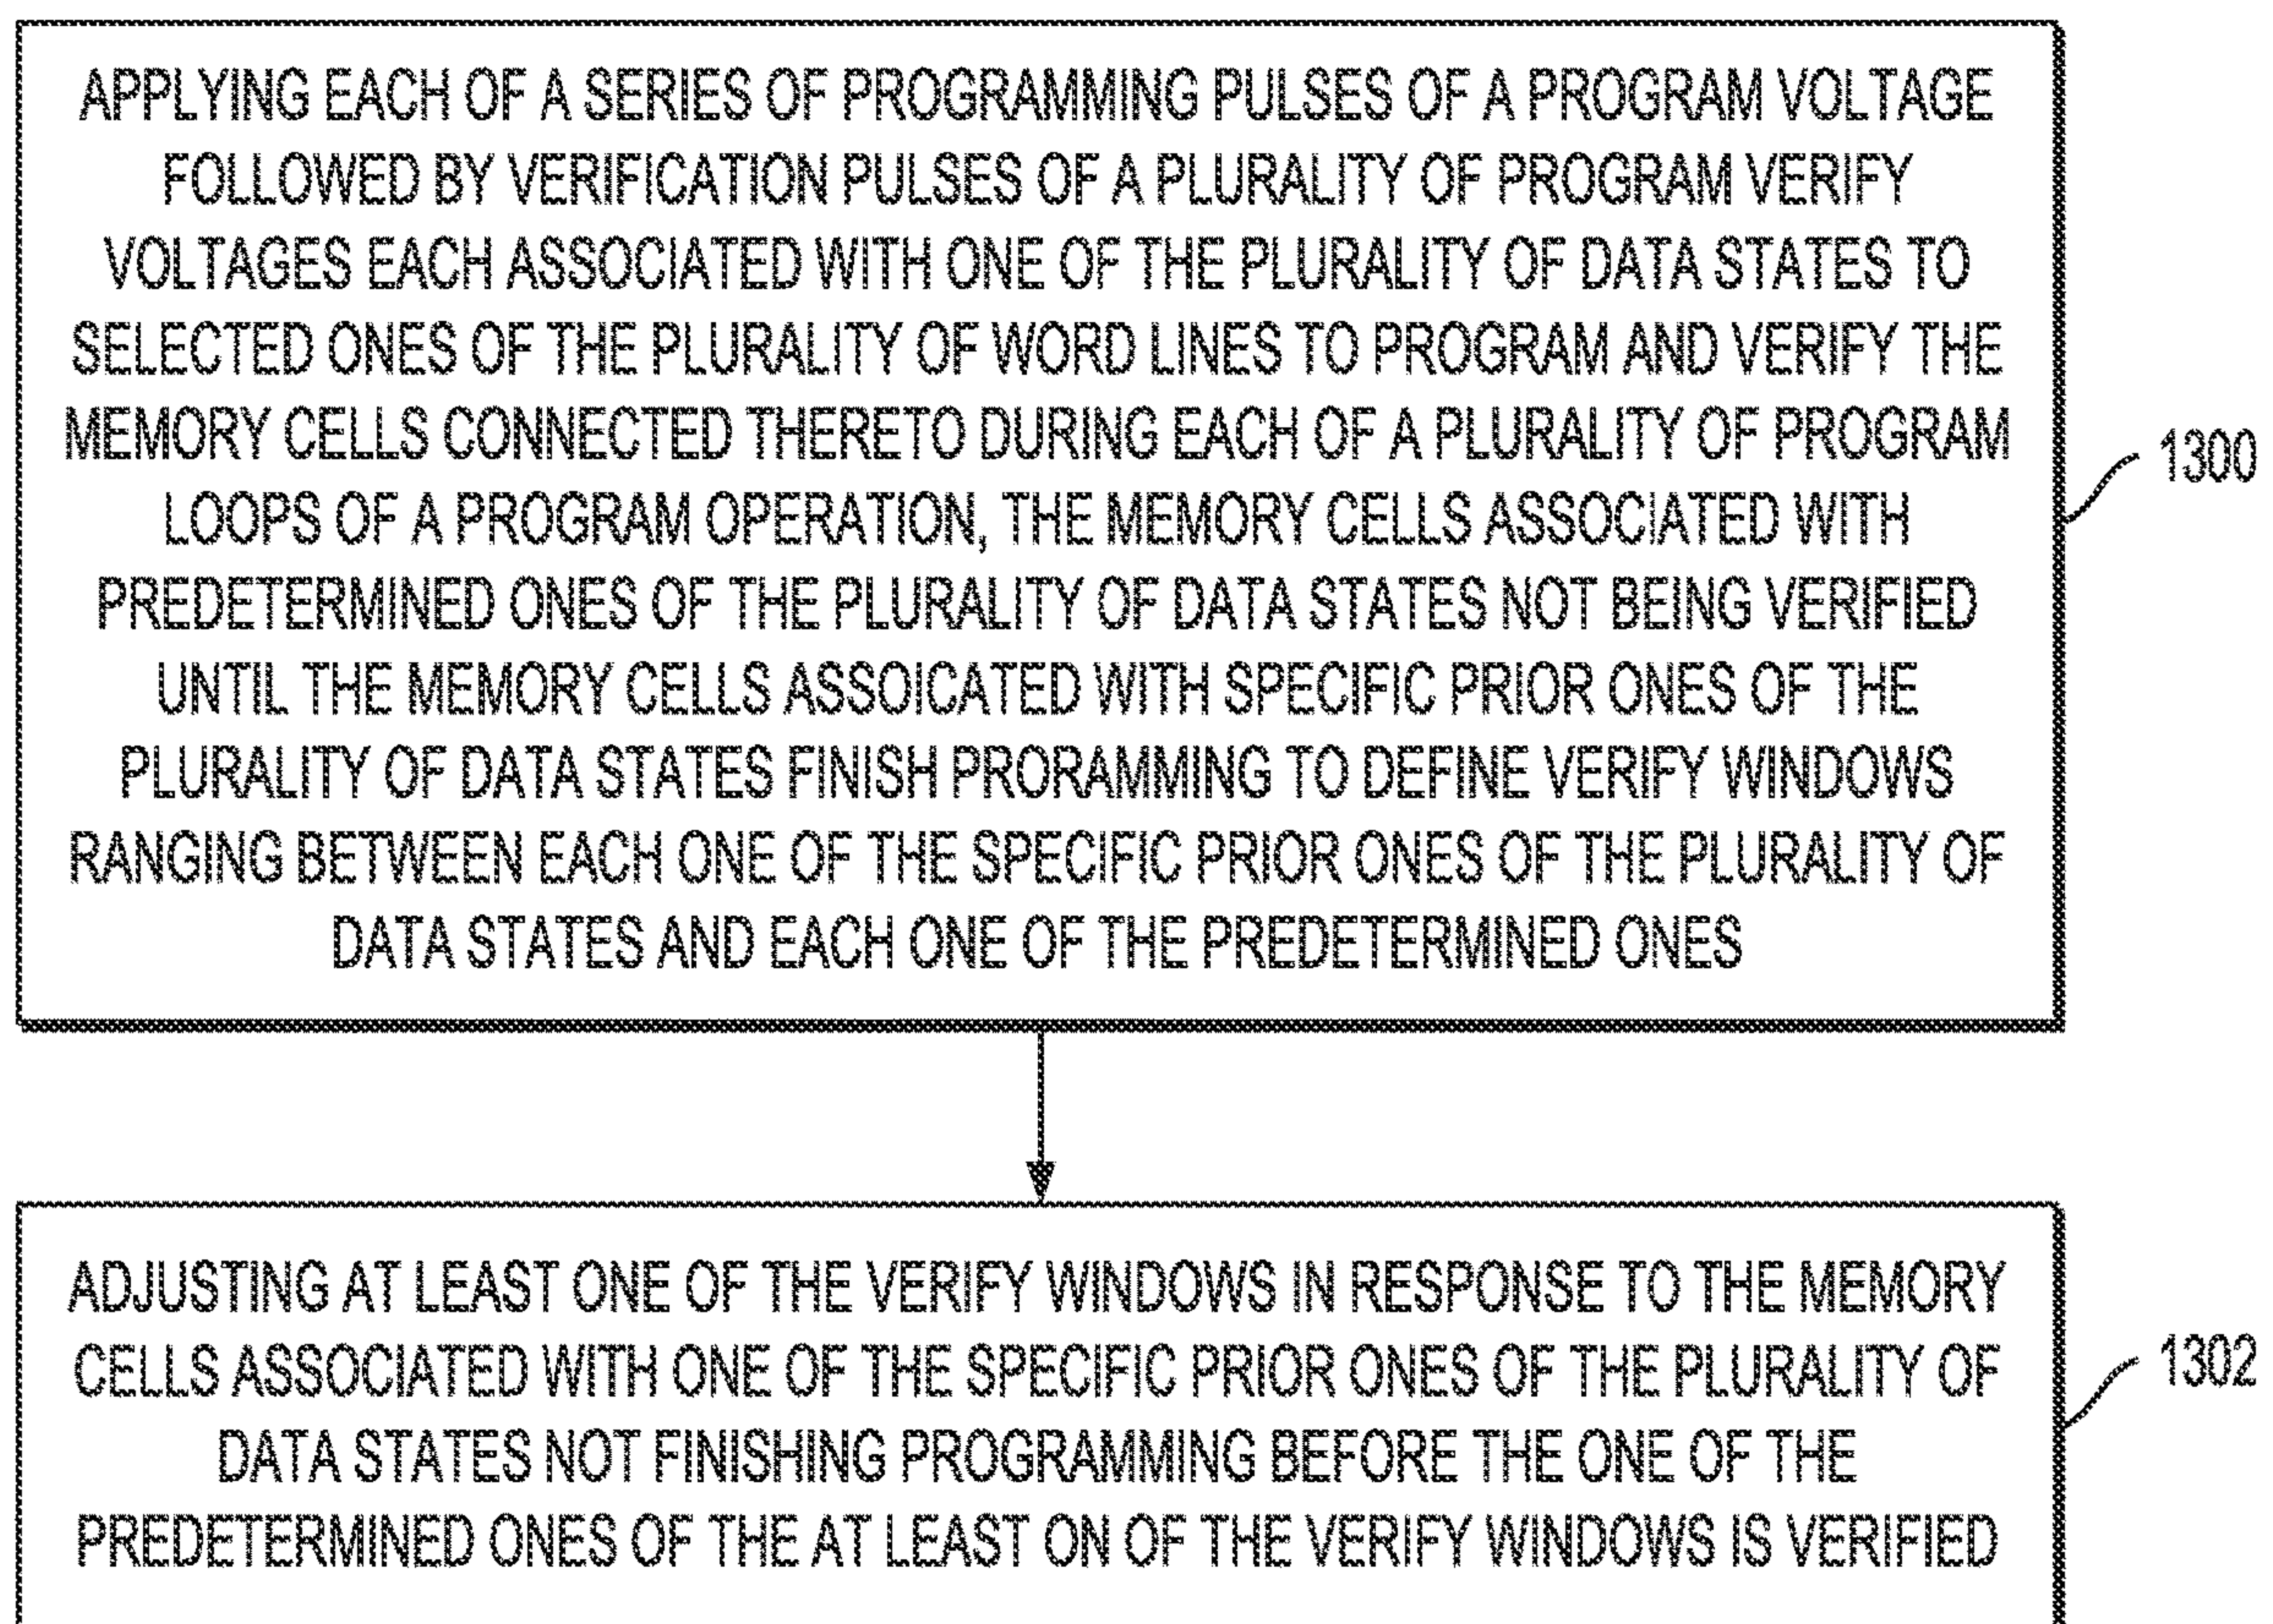 APPLYING EACH OF A SERIES OF PROGRAMMING PULSES OF A PROGRAM VOLTAGE
FOLLOWED BY VERIFICATION PULSES OF A PLURALITY OF PROGRAM VERIFY
VOLTAGES EACH ASSOCIATED WITH ONE OF THE PLURALITY OF DATA STATES TO
SELECTED ONES OF THE PLURALITY OF WORD LINES TO PROGRAM AND VERIFY THE
MEMORY CELLS CONNECTED THERETO DURING EACH OF A PLURALITY OF PROGRAM
LOOPS OF A PROGRAM OPERATION, THE MEMORY CELLS ASSOCIATED WITH
PREDETERMINED ONES OF THE PLURALITY OF DATA STATES NOT BEING VERIFIED
UNTIL THE MEMORY CELLS ASSOICATED WITH SPECIFIC PRIOR ONES OF THE
PLURALITY OF DATA STATES FINISH PRORAMMING TO DEFINE VERIFY WINDOWS
RANGING BETWEEN EACH ONE OF THE SPECIFIC PRIOR ONES OF THE PLURALITY OF
DATA STATES AND EACH ONE OF THE PREDETERMINED ONES
1300
ADJUSTING AT LEAST ONE OF THE VERIFY WINDOWS IN RESPONSE TO THE MEMORY
CELLS ASSOCIATED WITH ONE OF THE SPECIFIC PRIOR ONES OF THE PLURALITY OF
DATA STATES NOT FINISHING PROGRAMMING BEFORE THE ONE OF THE
PREDETERMINED ONES OF THE AT LEAST ON OF THE VERIFY WINDOWS IS VERIFIED
1302